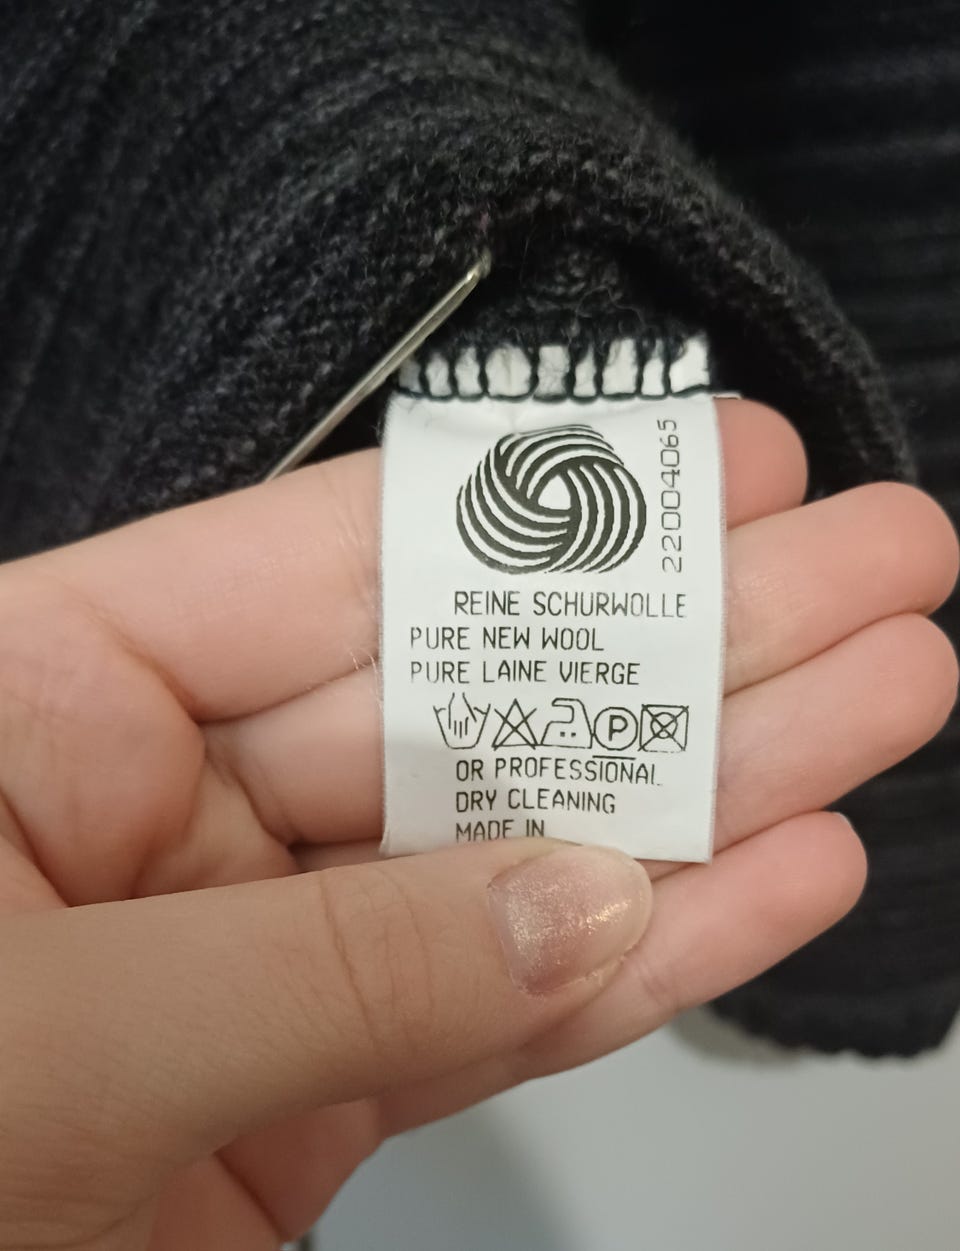 22004065
REINE SCHURWOLLE
PURE NEW WOOL
PURE LAINE VIERGE
P
OR PROFESSIONAL
DRY CLEANING
MADE IN